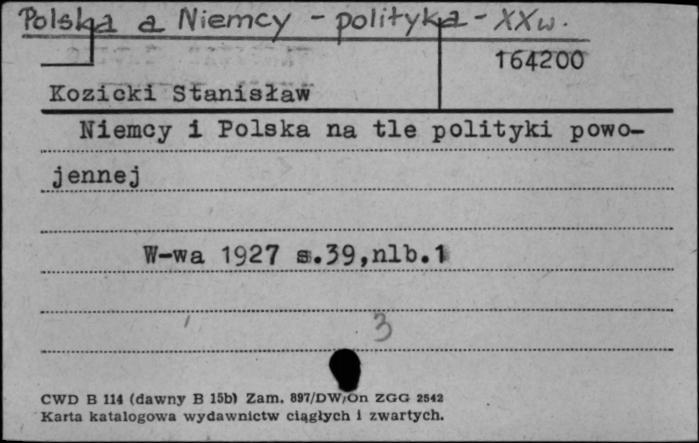 Polska a Niemcy - polityka - XXw.
164200
Kozicki Stanisław
Niemcy i Polska na tle polityki powo-
jennej
W-wa 1927 s.39,nlb.1
3
CWD B 114 (dawny B 15b) Zam. 897/DW/On ZGG 2542
Karta katalogowa wydawnictw ciągłych i zwartych.